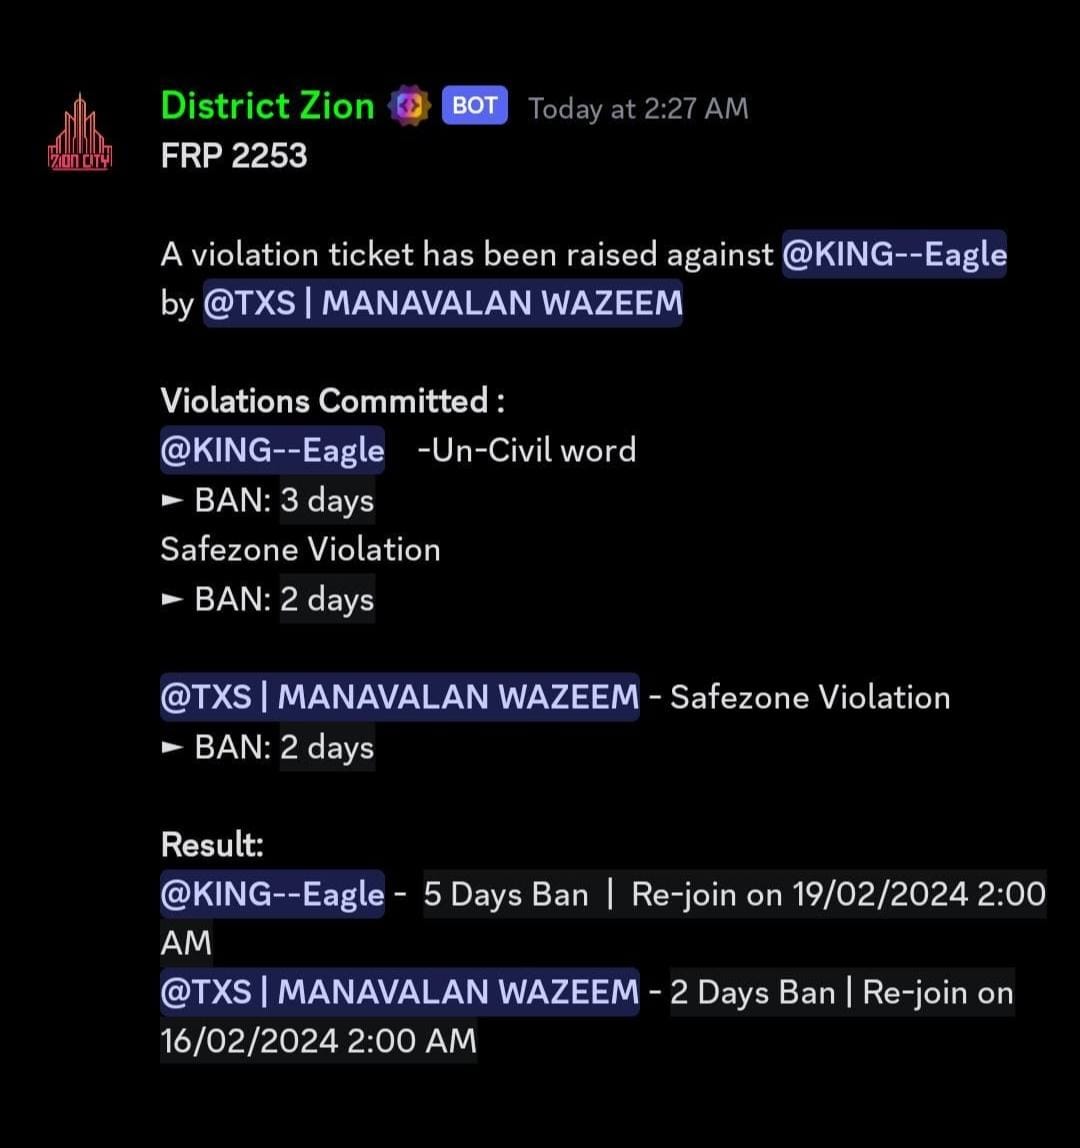 District Zion BOT Today at 2:27 AM
ZION CITY
FRP 2253
A violation ticket has been raised against @KING--Eagle
by @TXS | MANAVALAN WAZEEM
Violations Committed :
@KING--Eagle -Un-Civil word
► BAN: 3 days
Safezone Violation
► BAN: 2 days
@TXS | MANAVALAN WAZEEM - Safezone Violation
► BAN: 2 days
Result:
@KING--Eagle - 5 Days Ban | Re-join on 19/02/2024 2:00
AM
@TXS | MANAVALAN WAZEEM - 2 Days Ban | Re-join on
16/02/2024 2:00 AM